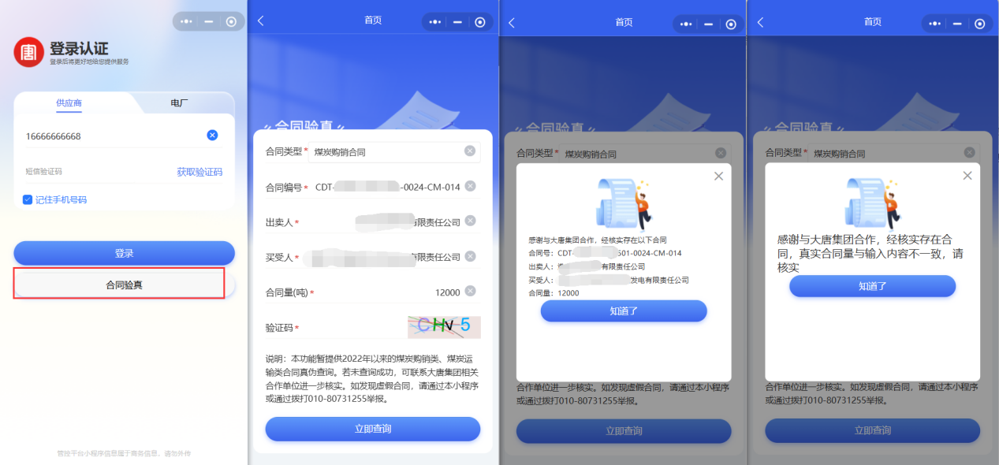 登录认证
登录后将更好地给您提供服务
供应商
电厂
16666666668
短信验证码
获取验证码
记住手机号码
登录
合同验真
管控平台小程序信息属于商务信息，请勿外传
首页
合同验真
合同类型*
煤炭购销合同
合同编号*
CDT-
-0024-CM-014
出卖人*
有限责任公司
买受人*
有限责任公司
合同量(吨)*
12000
验证码*
CHv5
说明：本功能暂提供2022年以来的煤炭购销类、煤炭运
输类合同真伪查询。若未查询成功，可联系大唐集团相关
合作单位进一步核实。如发现虚假合同，请通过本小程序
或通过拨打010-80731255举报。
立即查询
首页
合同验真
合同类型*
煤炭购销合同
感谢与大唐集团合作，经核实存在以下合同
合同号：CDT-
501-0024-CM-014
出卖人：
有限责任公司
买受人：
发电有限责任公司
合同量：12000
知道了
合作单位进一步核实。如发现虚假合同，请通过本小程序
或通过拨打010-80731255举报。
立即查询
首页
合同验真
合同类型*
煤炭购销合同
感谢与大唐集团合作，经核实存在合
同，真实合同量与输入内容不一致，请
核实
知道了
合作单位进一步核实。如发现虚假合同，请通过本小程序
或通过拨打010-80731255举报。
立即查询